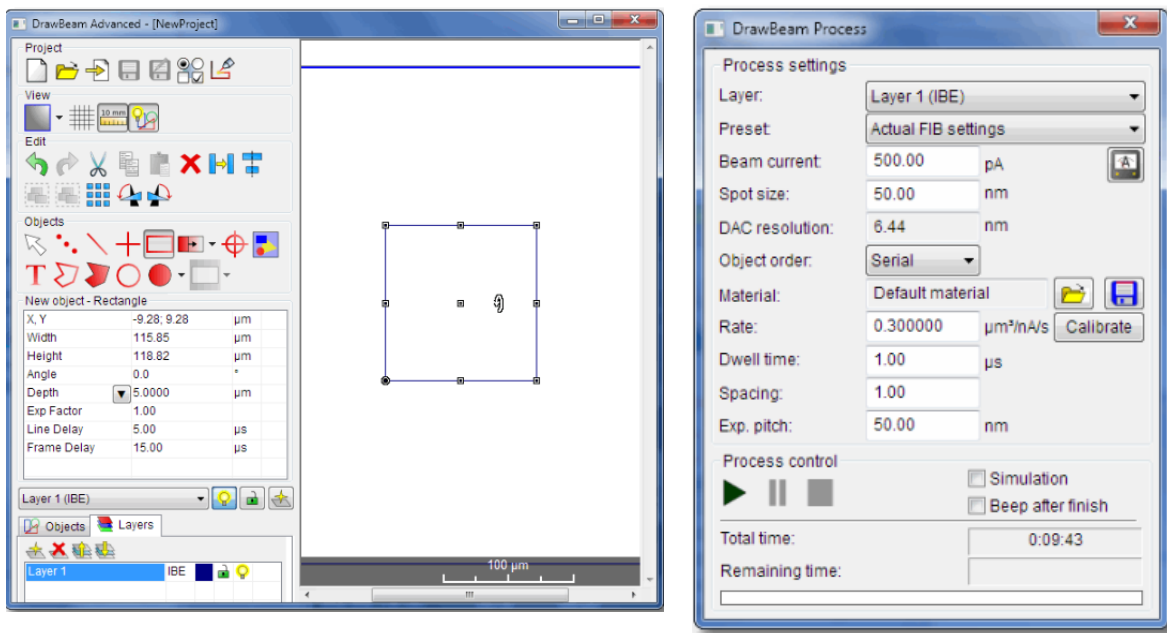 DrawBeam Advanced - [NewProject]
Project
View
10 mm
Edit
Objects
T
New object - Rectangle
X, Y -9.28; 9.28 µm
Width 115.85 µm
Height 118.82 µm
Angle 0.0 °
Depth 5.0000 µm
Exp Factor 1.00
Line Delay 5.00 µs
Frame Delay 15.00 µs
Layer 1 (IBE)
Objects Layers
Layer 1 IBE
100 µm
DrawBeam Process
Process settings
Layer: Layer 1 (IBE)
Preset: Actual FIB settings
Beam current: 500.00 pA A
Spot size: 50.00 nm
DAC resolution: 6.44 nm
Object order: Serial
Material: Default material
Rate: 0.300000 µm³/nA/s Calibrate
Dwell time: 1.00 µs
Spacing: 1.00
Exp. pitch: 50.00 nm
Process control
Simulation
Beep after finish
Total time: 0:09:43
Remaining time: